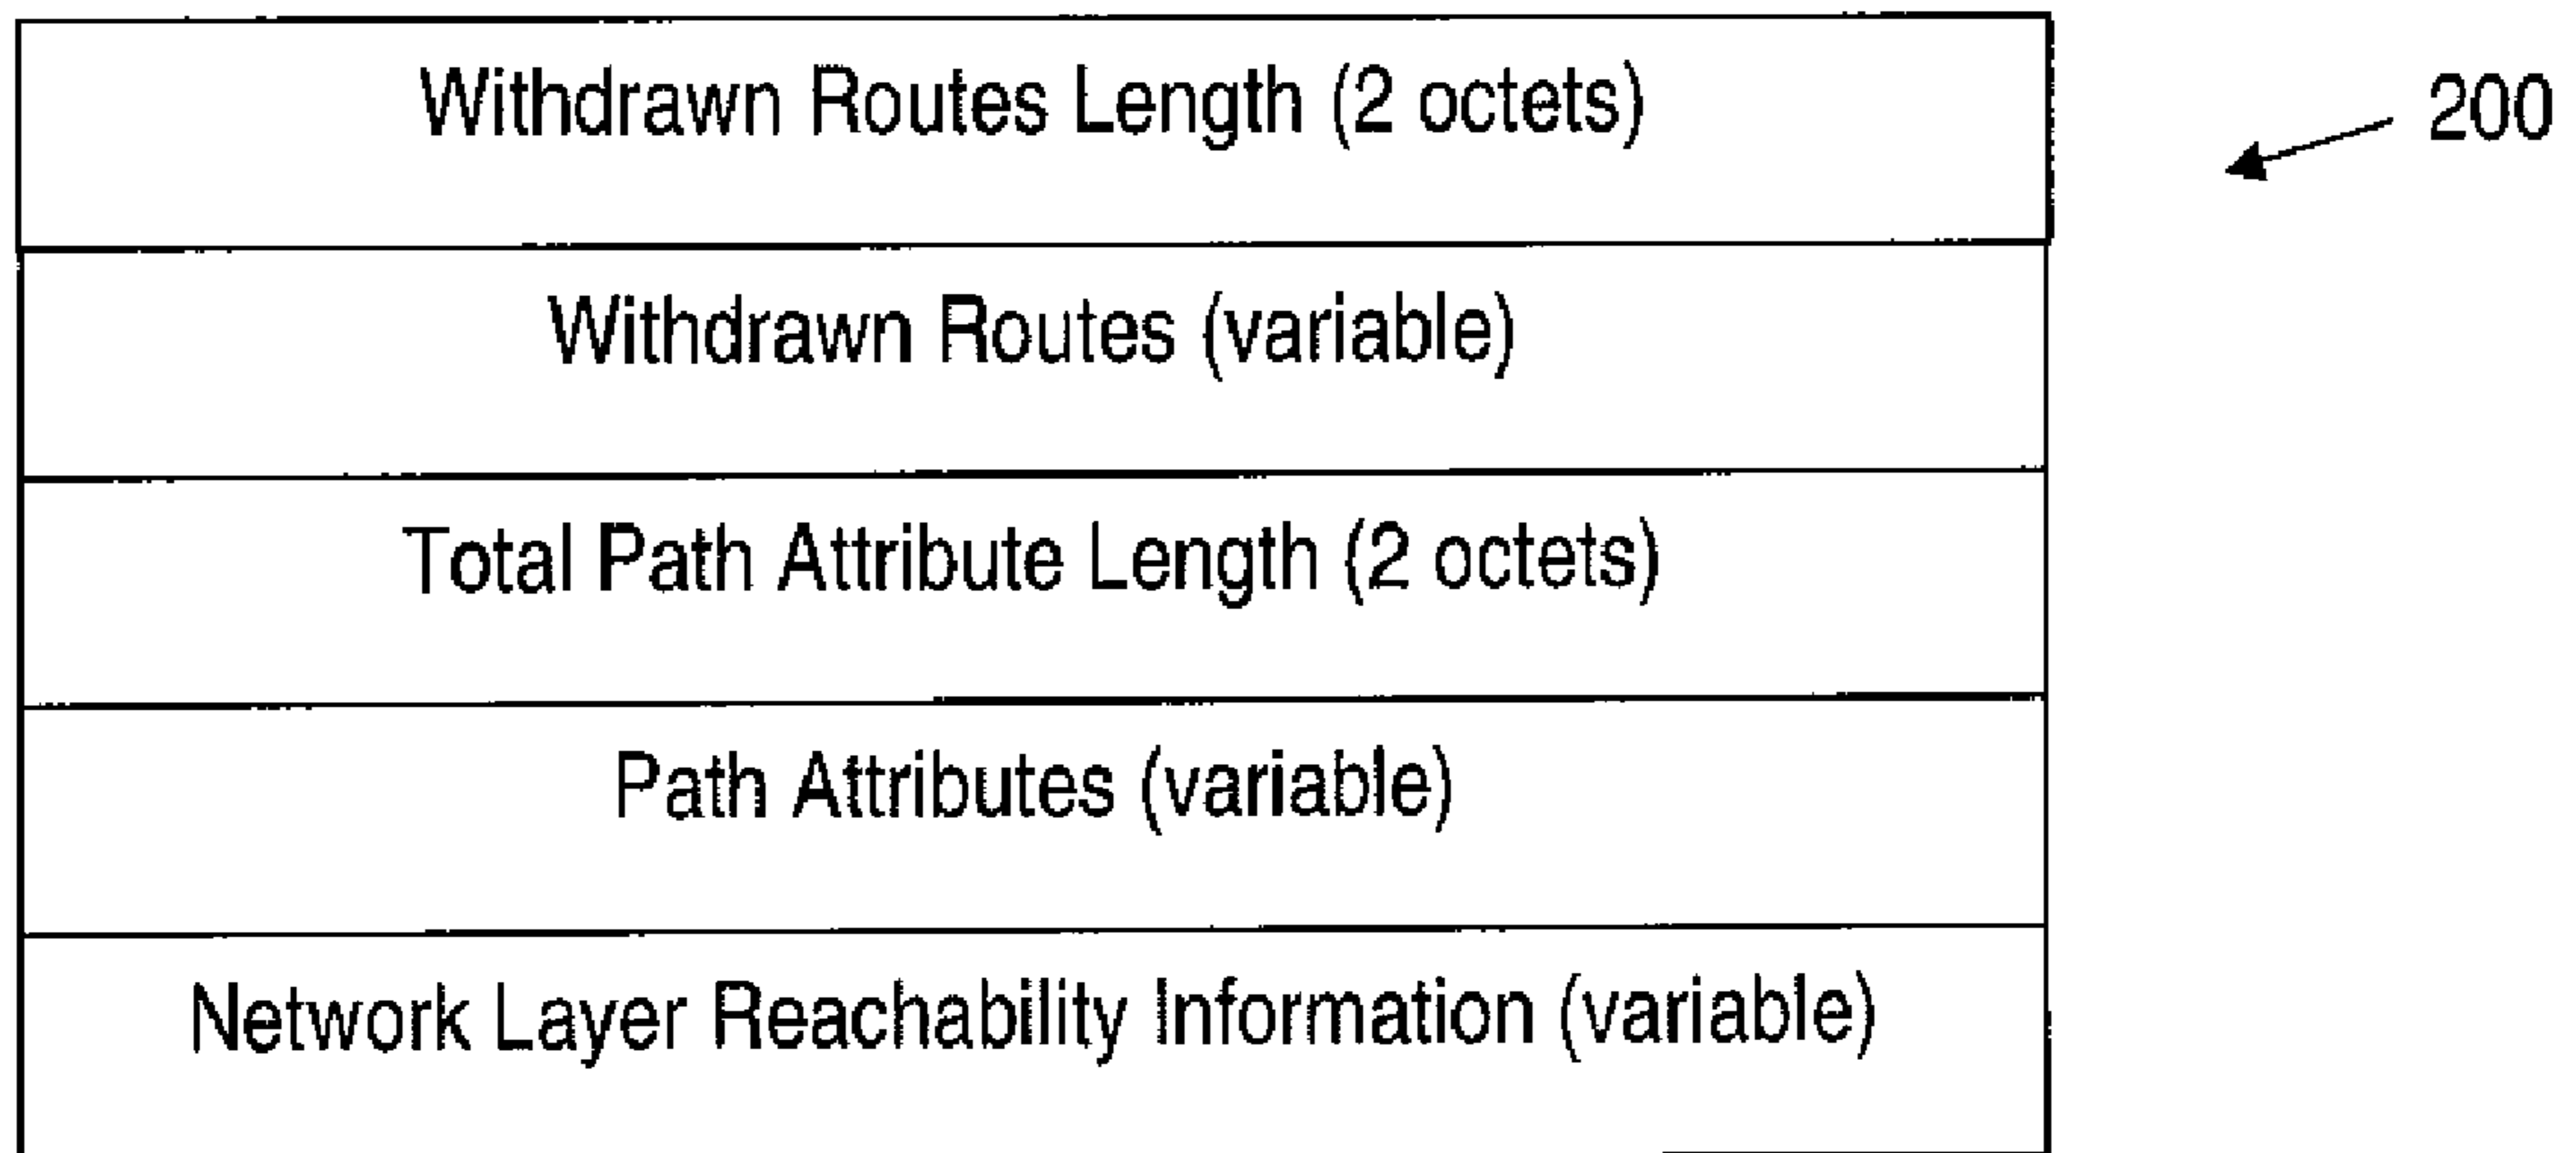 Withdrawn Routes Length (2 octets)
200
Withdrawn Routes (variable)
Total Path Attribute Length (2 octets)
Path Attributes (variable)
Network Layer Reachability Information (variable)